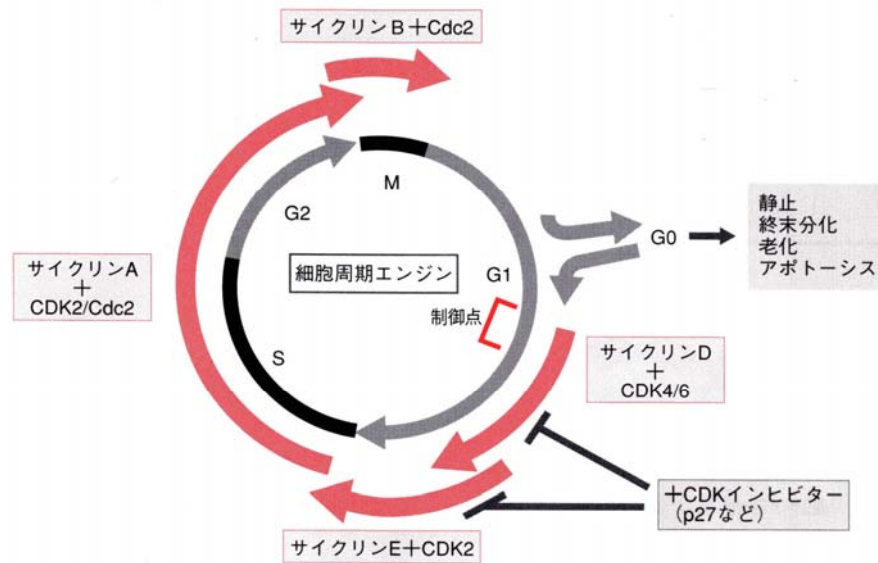 サイクリンB＋Cdc2
M
G2
静止
終末分化
老化
アポトーシス
G0
細胞周期エンジン
G1
サイクリンA
＋
CDK2/Cdc2
制御点
S
サイクリンD
＋
CDK4/6
＋CDKインヒビター
（p27など）
サイクリンE＋CDK2